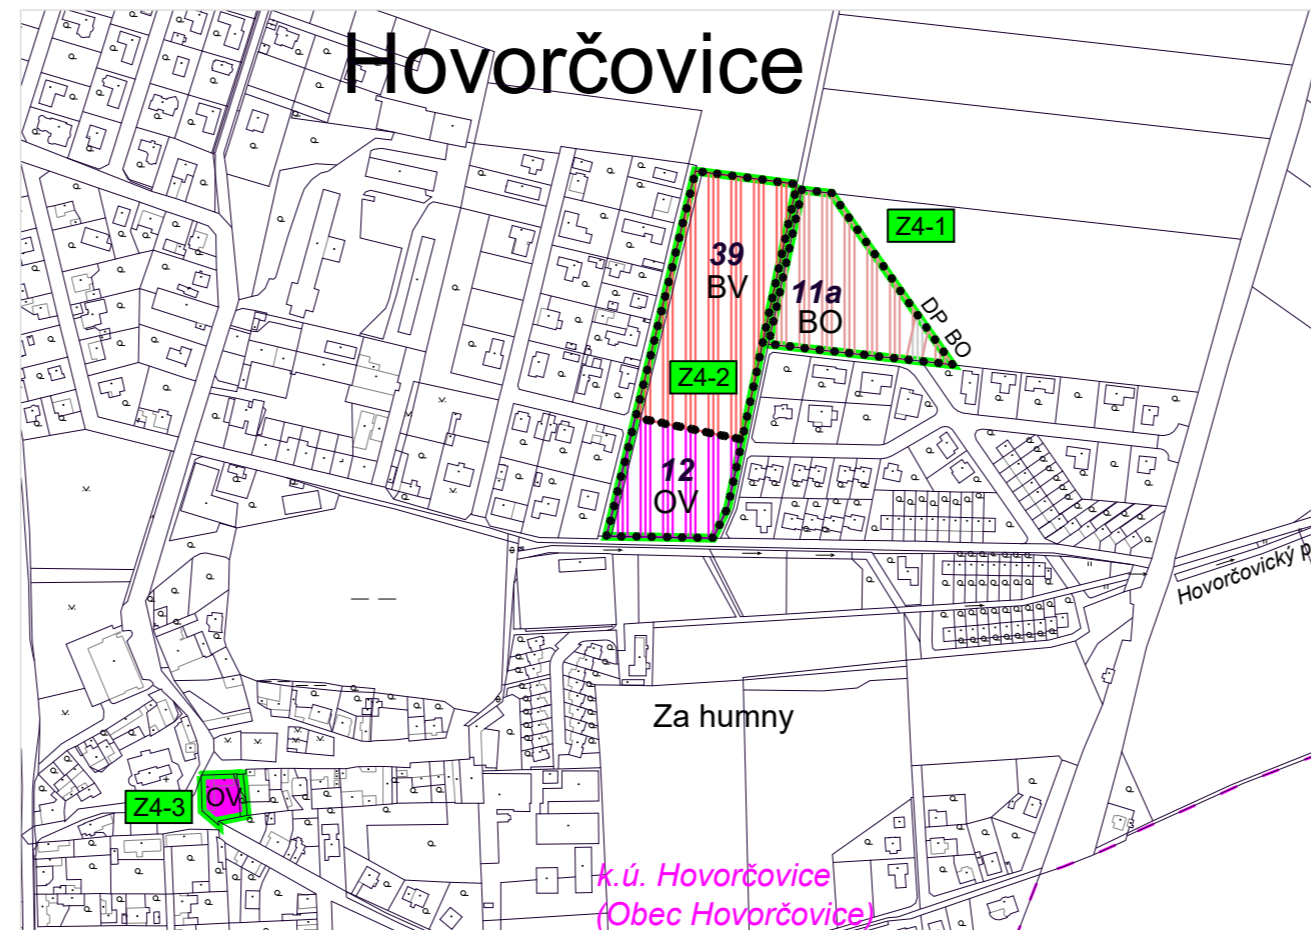 Hovorčovice
Z4-1
39
BV
11a
BO
DP BO
Z4-2
12
OV
Hovorčovický p
Za humny
Z4-3
OV
k.ú. Hovorčovice
(Obec Hovorčovice)